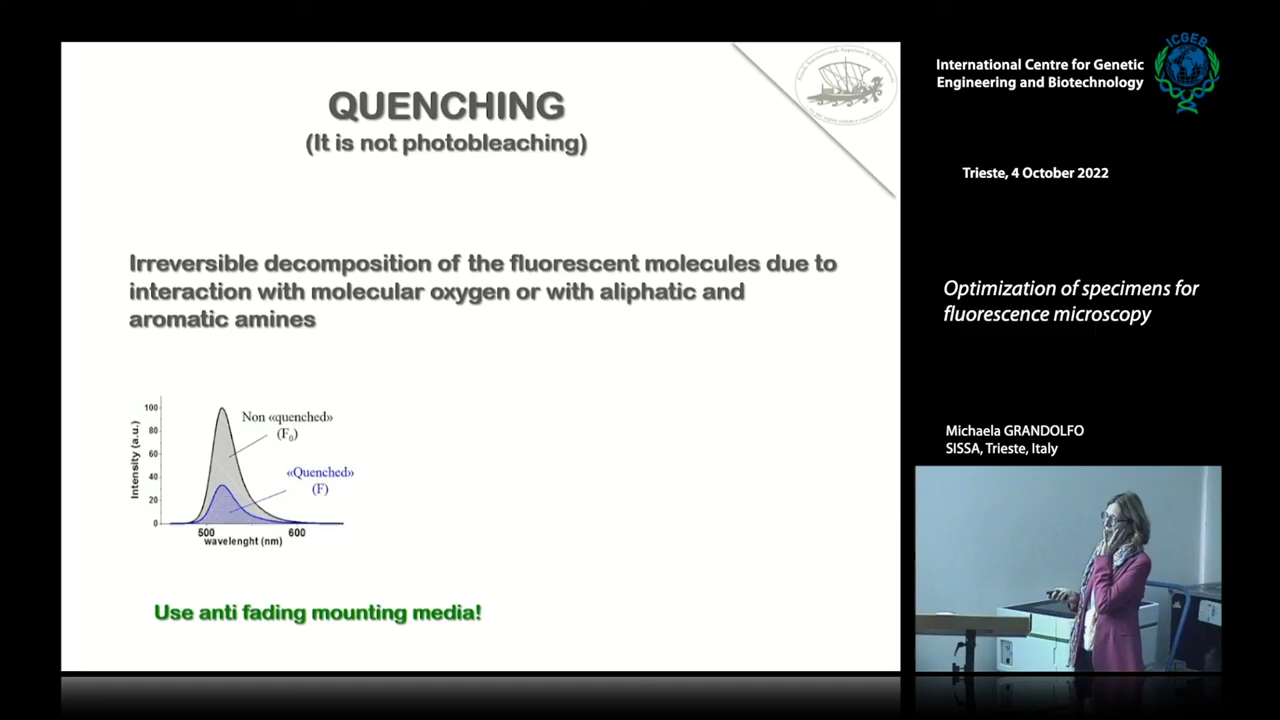 QUENCHING
(It is not photobleaching)
Irreversible decomposition of the fluorescent molecules due to
interaction with molecular oxygen or with aliphatic and
aromatic amines
Intensity (a.u.)
100
80
60
40
20
0
Non «quenched»
(F0)
«Quenched»
(F)
500
600
wavelenght (nm)
Use anti fading mounting media!
ICGEB
International Centre for Genetic
Engineering and Biotechnology
Trieste, 4 October 2022
Optimization of specimens for
fluorescence microscopy
Michaela GRANDOLFO
SISSA, Trieste, Italy